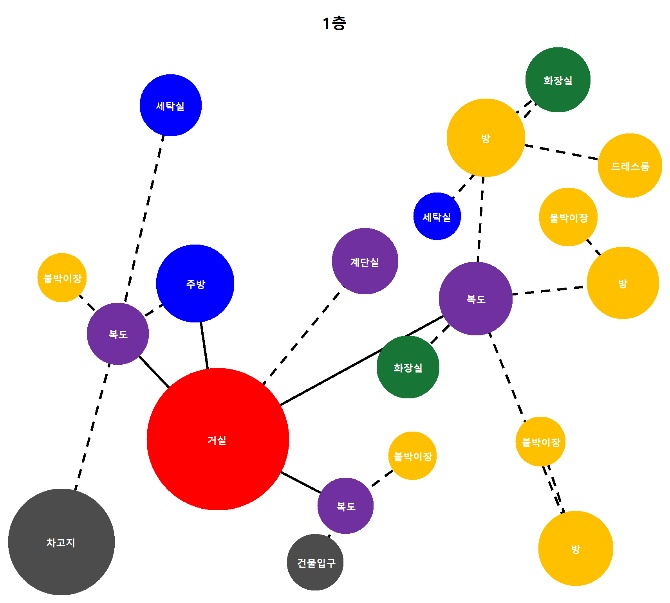 1층
화장실
세탁실
방
드레스룸
세탁실
붙박이장
계단실
붙박이장
주방
방
복도
복도
화장실
거실
붙박이장
붙박이장
복도
차고지
방
건물입구